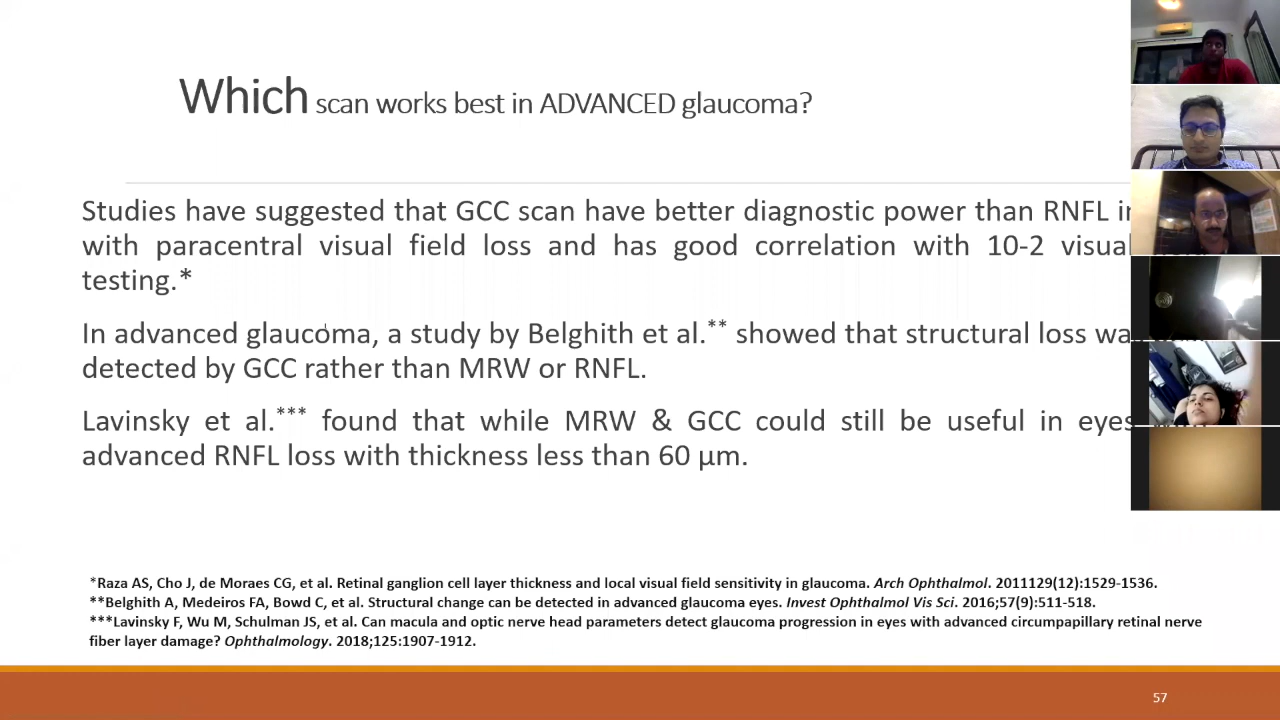 Which scan works best in ADVANCED glaucoma?
Studies have suggested that GCC scan have better diagnostic power than RNFL
with paracentral visual field loss and has good correlation with 10-2 visual
testing.*
In advanced glaucoma, a study by Belghith et al.** showed that structural loss
detected by GCC rather than MRW or RNFL.
Lavinsky et al.*** found that while MRW & GCC could still be useful in eyes
advanced RNFL loss with thickness less than 60 µm.
*Raza AS, Cho J, de Moraes CG, et al. Retinal ganglion cell layer thickness and local visual field sensitivity in glaucoma. Arch Ophthalmol. 2011129(12):1529-1536.
**Belghith A, Medeiros FA, Bowd C, et al. Structural change can be detected in advanced glaucoma eyes. Invest Ophthalmol Vis Sci. 2016;57(9):511-518.
***Lavinsky F, Wu M, Schulman JS, et al. Can macula and optic nerve head parameters detect glaucoma progression in eyes with advanced circumpapillary retinal nerve
fiber layer damage? Ophthalmology. 2018;125:1907-1912.
57